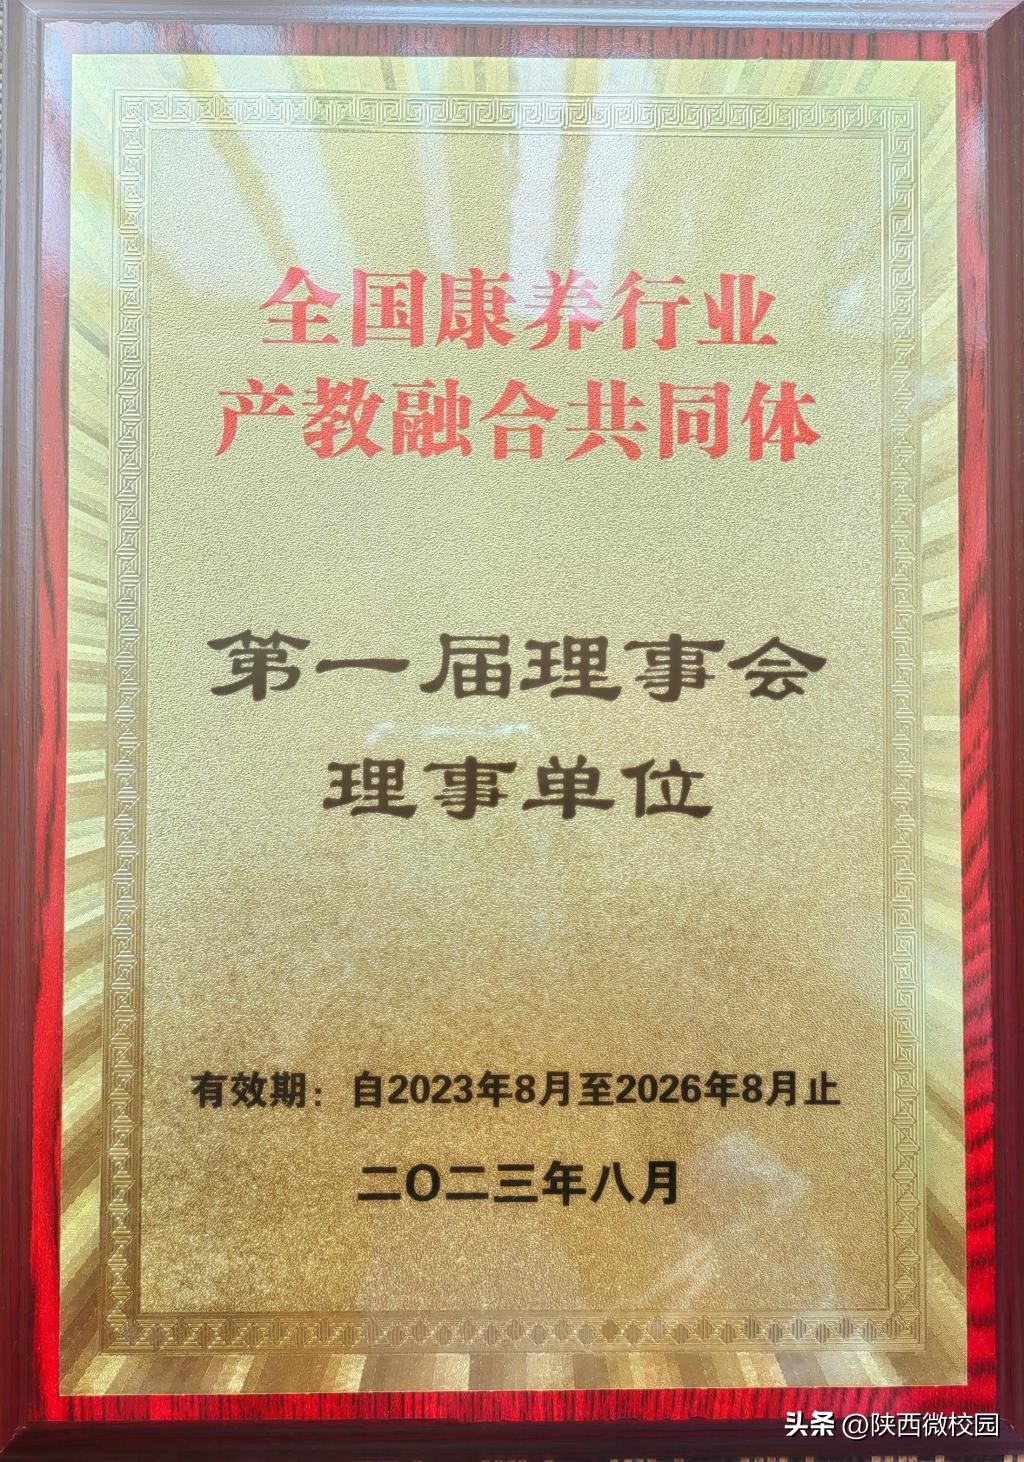 全国康养行业
产教融合共同体
第一届理事会
理事单位
有效期：自2023年8月至2026年8月止
二〇二三年八月
头条 @陕西微校园